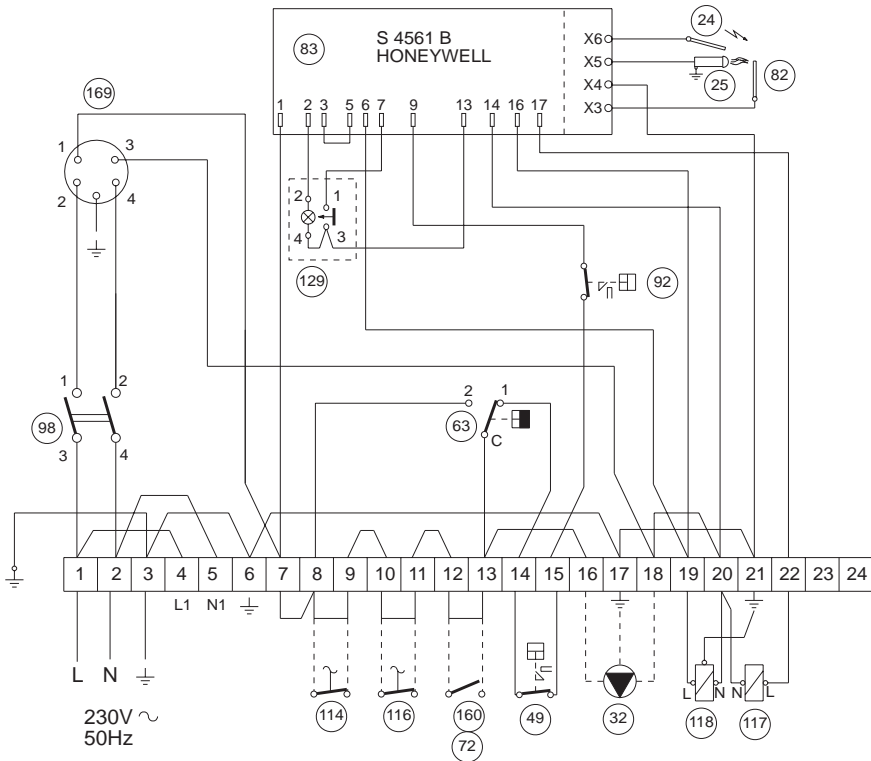 24
S 4561 B
HONEYWELL
83
X6
X5
X4
X3
25
82
169
1 2 3 5 6 7 9 13 14 16 17
1 3
2 4
2 1
4 3
129
92
1 2
98
3 4
2 1
63
C
1 2 3 4 5 6 7 8 9 10 11 12 13 14 15 16 17 18 19 20 21 22 23 24
L1 N1
L N
L N N L
114 116 160 49 32 118 117
72
230V ~
50Hz